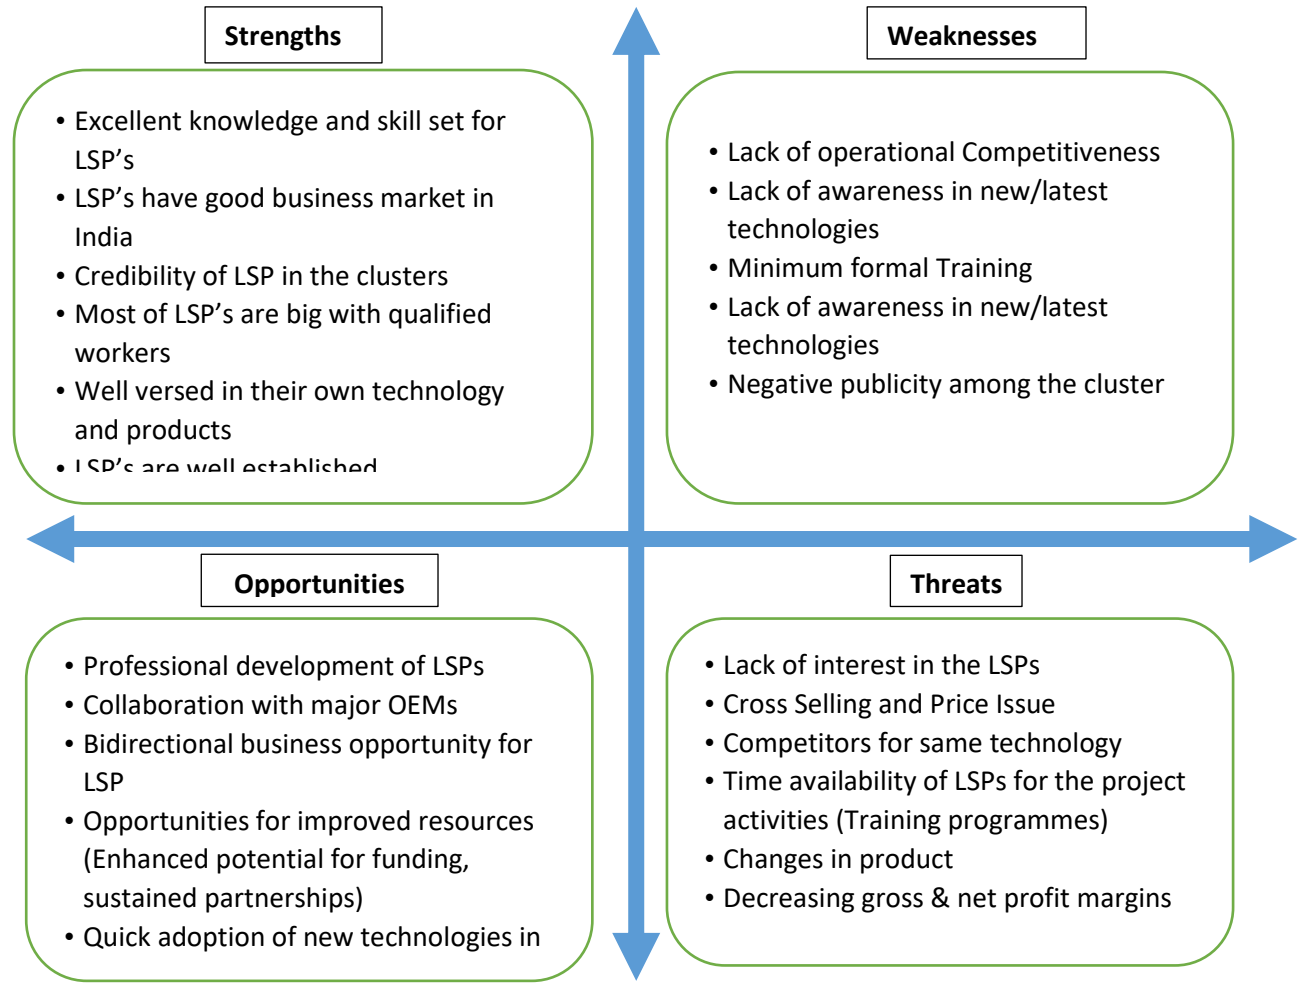 Strengths
• Excellent knowledge and skill set for
LSP’s
• LSP’s have good business market in
India
• Credibility of LSP in the clusters
• Most of LSP’s are big with qualified
workers
• Well versed in their own technology
and products
• LSP’s are well established
Weaknesses
• Lack of operational Competitiveness
• Lack of awareness in new/latest
technologies
• Minimum formal Training
• Lack of awareness in new/latest
technologies
• Negative publicity among the cluster
Opportunities
• Professional development of LSPs
• Collaboration with major OEMs
• Bidirectional business opportunity for
LSP
• Opportunities for improved resources
(Enhanced potential for funding,
sustained partnerships)
• Quick adoption of new technologies in
Threats
• Lack of interest in the LSPs
• Cross Selling and Price Issue
• Competitors for same technology
• Time availability of LSPs for the project
activities (Training programmes)
• Changes in product
• Decreasing gross & net profit margins